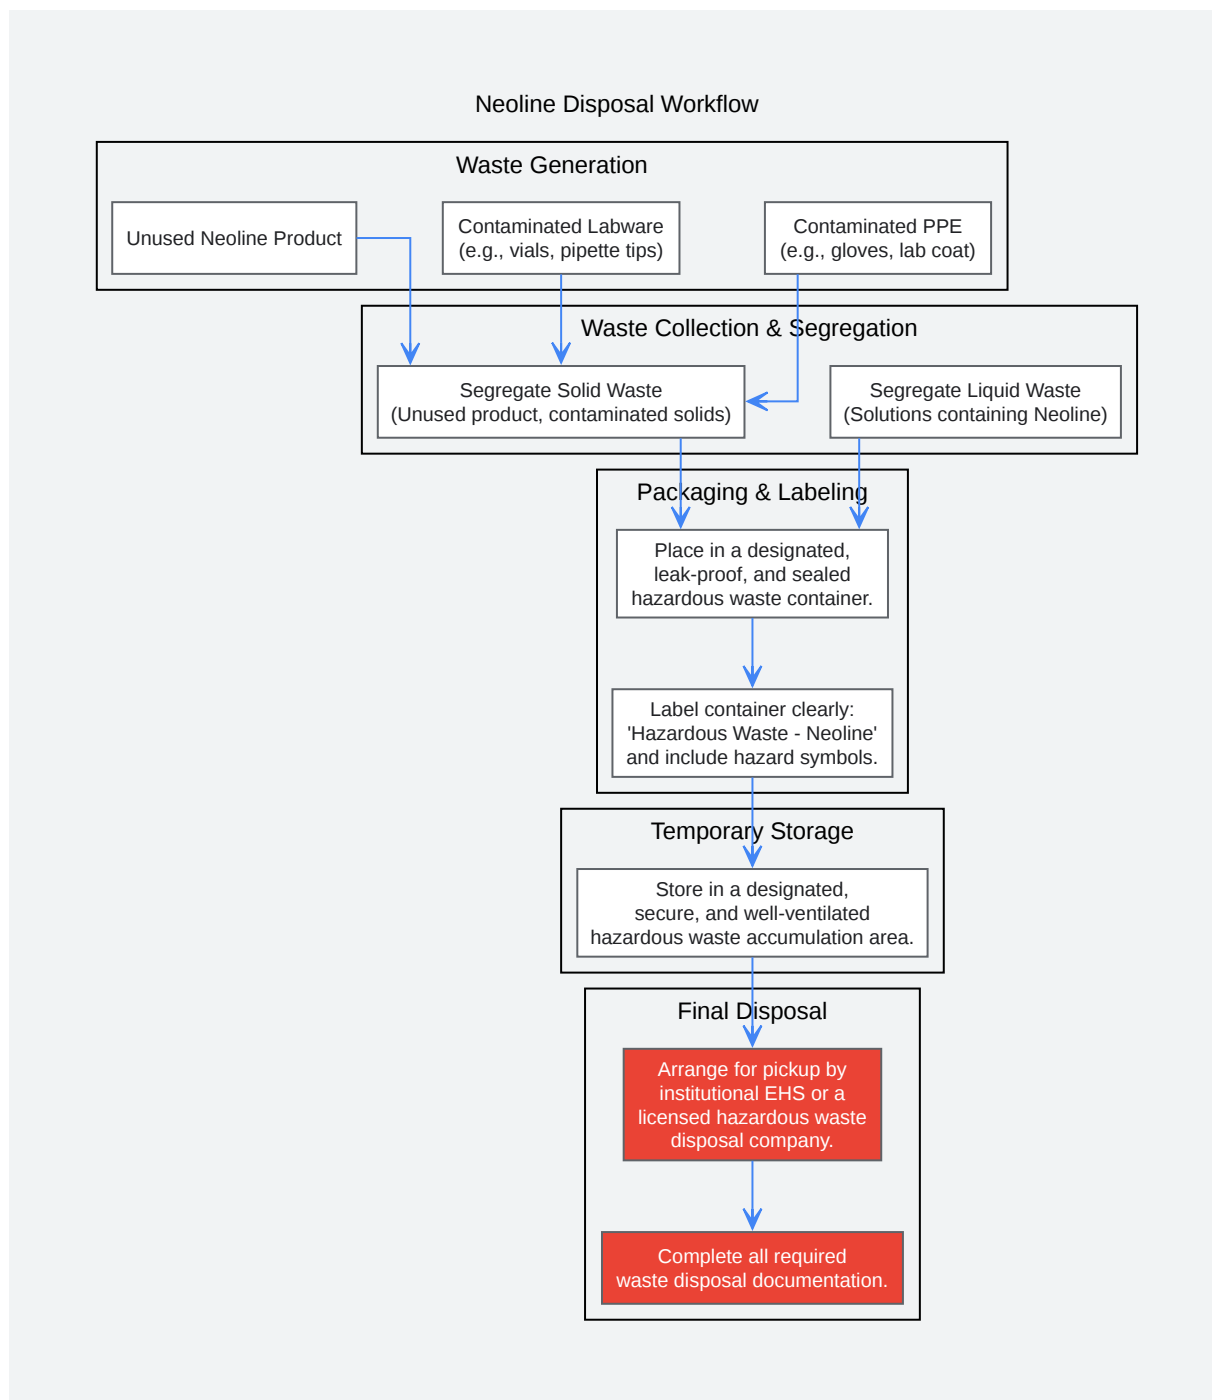 Neoline Disposal Workflow
Waste Generation
Unused Neoline Product
Contaminated Labware
(e.g., vials, pipette tips)
Contaminated PPE
(e.g., gloves, lab coat)
Waste Collection & Segregation
Segregate Solid Waste
(Unused product, contaminated solids)
Segregate Liquid Waste
(Solutions containing Neoline)
Packaging & Labeling
Place in a designated,
leak-proof, and sealed
hazardous waste container.
Label container clearly:
'Hazardous Waste - Neoline'
and include hazard symbols.
Temporary Storage
Store in a designated,
secure, and well-ventilated
hazardous waste accumulation area.
Final Disposal
Arrange for pickup by
institutional EHS or a
licensed hazardous waste
disposal company.
Complete all required
waste disposal documentation.